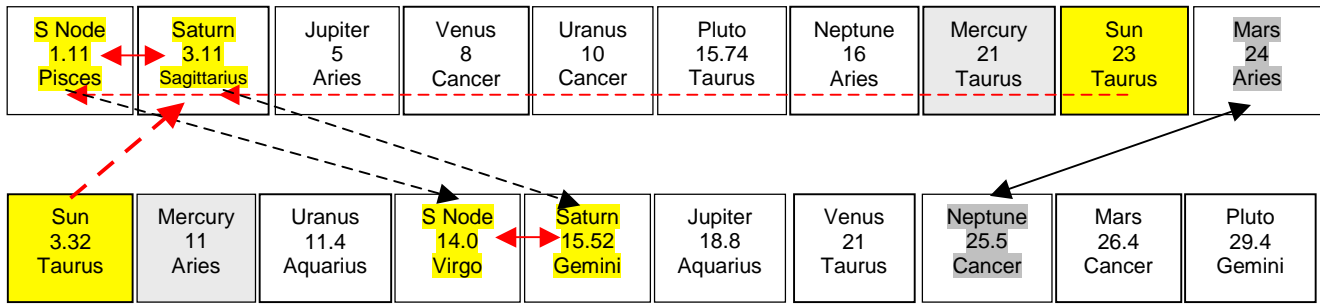 S Node
1.11
Pisces
Saturn
3.11
Sagittarius
Jupiter
5
Aries
Venus
8
Cancer
Uranus
10
Cancer
Pluto
15.74
Taurus
Neptune
16
Aries
Mercury
21
Taurus
Sun
23
Taurus
Mars
24
Aries
Sun
3.32
Taurus
Mercury
11
Aries
Uranus
11.4
Aquarius
S Node
14.0
Virgo
Saturn
15.52
Gemini
Jupiter
18.8
Aquarius
Venus
21
Taurus
Neptune
25.5
Cancer
Mars
26.4
Cancer
Pluto
29.4
Gemini